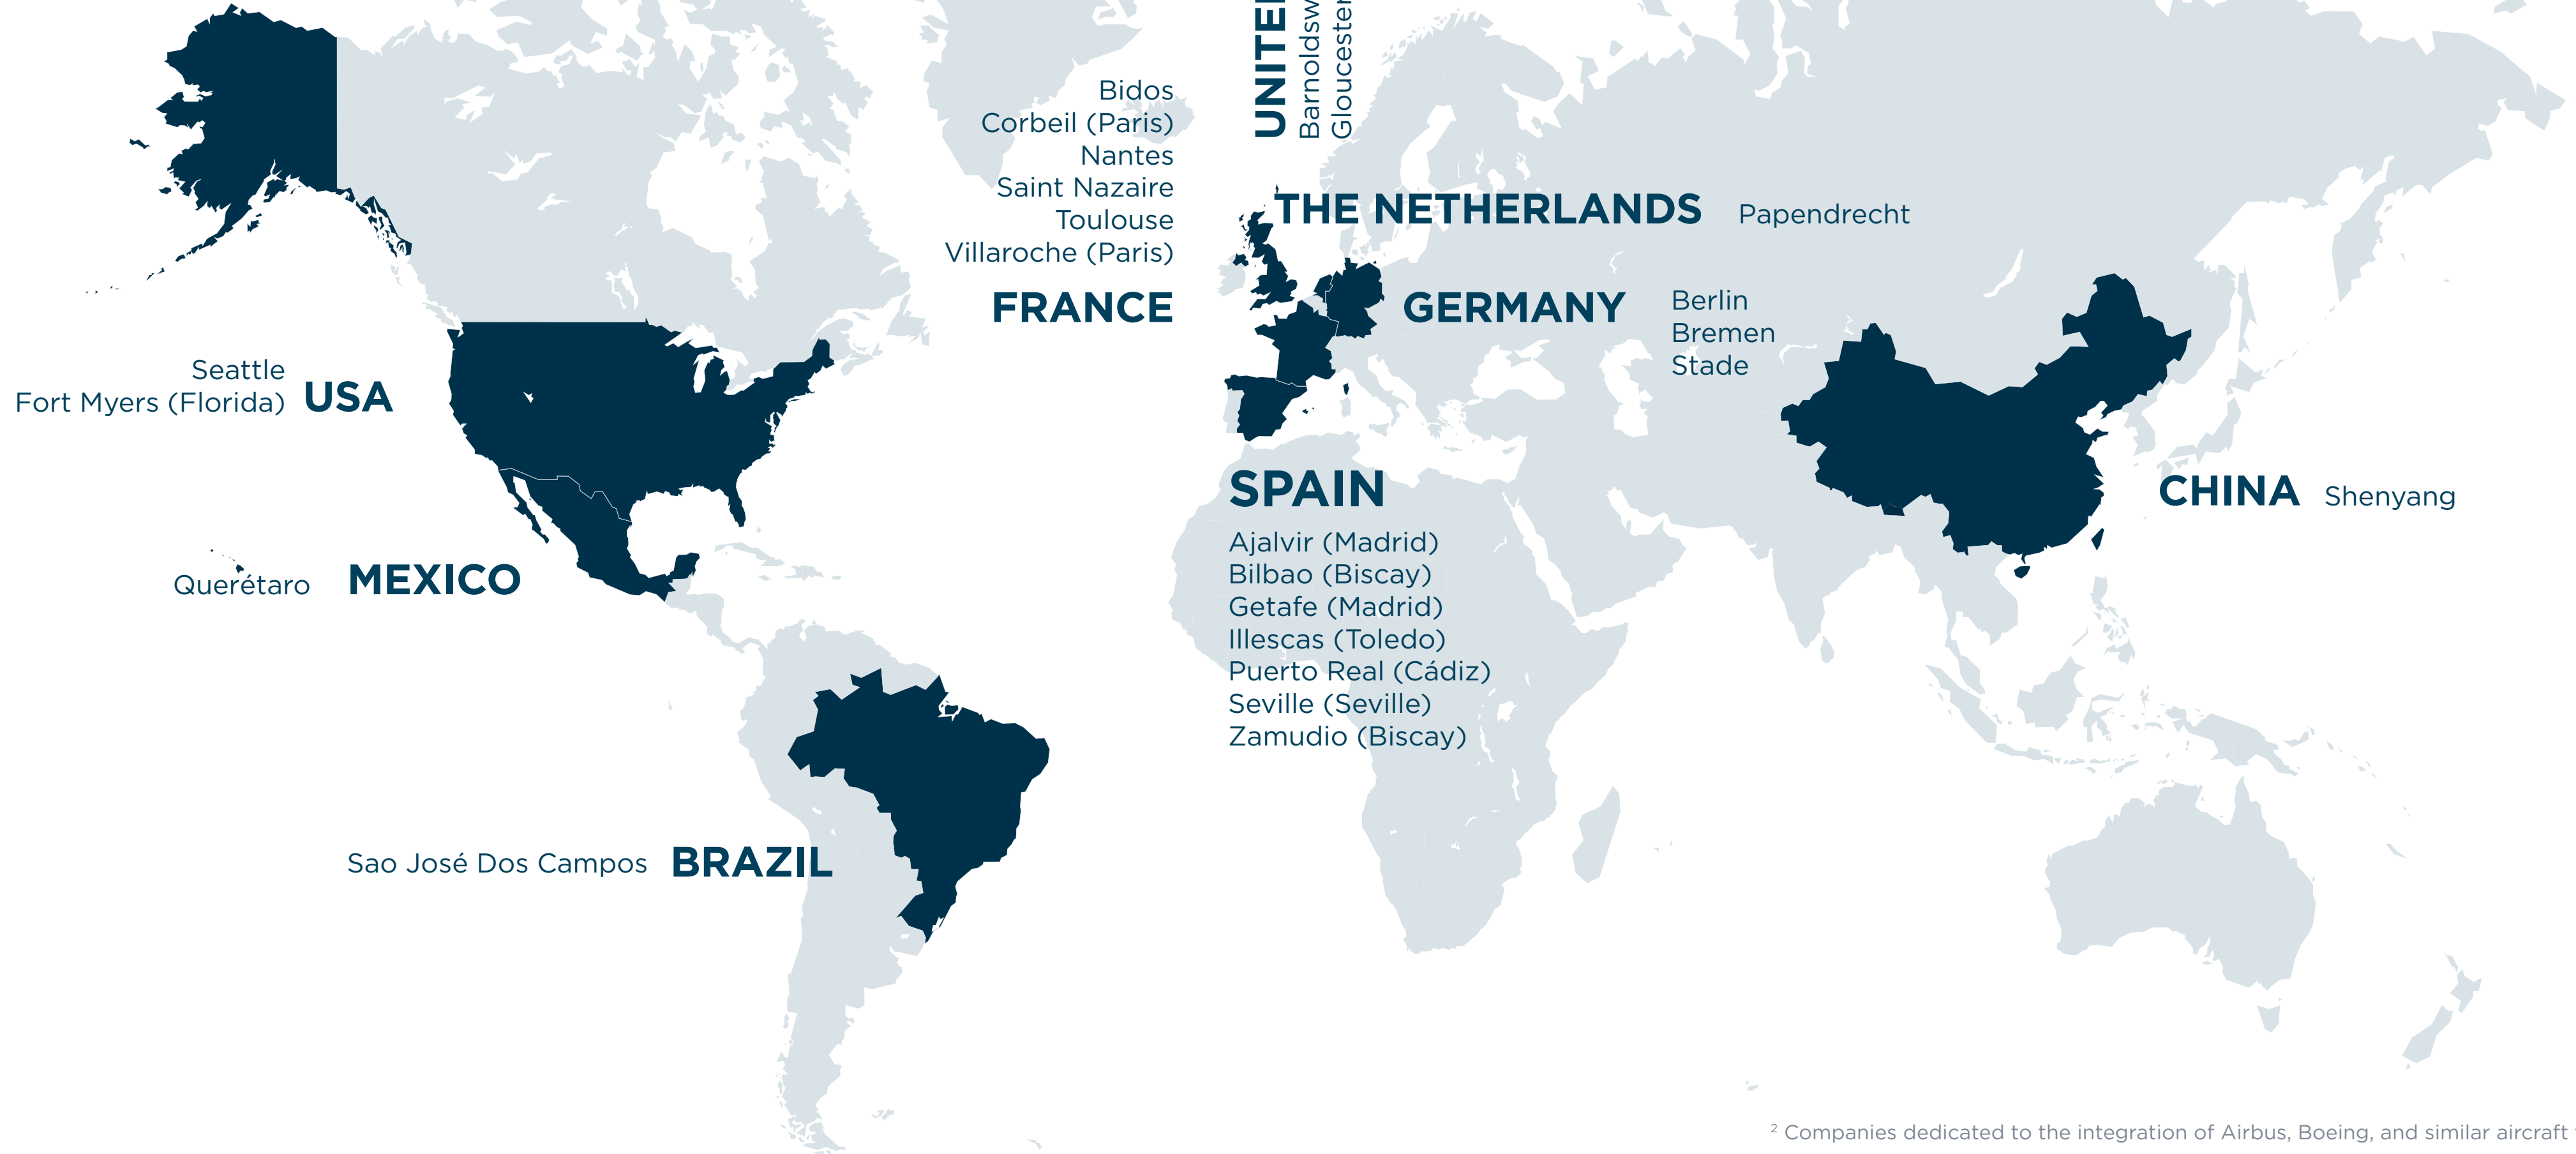 UNITE
Barnoldsw
Gloucester
Bidos
Corbeil (Paris)
Nantes
Saint Nazaire
Toulouse
Villaroche (Paris)
FRANCE
THE NETHERLANDS Papendrecht
GERMANY
Berlin
Bremen
Stade
Seattle
Fort Myers (Florida)
USA
SPAIN
Ajalvir (Madrid)
Bilbao (Biscay)
Getafe (Madrid)
Illescas (Toledo)
Puerto Real (Cádiz)
Seville (Seville)
Zamudio (Biscay)
CHINA Shenyang
Querétaro MEXICO
Sao José Dos Campos BRAZIL
² Companies dedicated to the integration of Airbus, Boeing, and similar aircraft